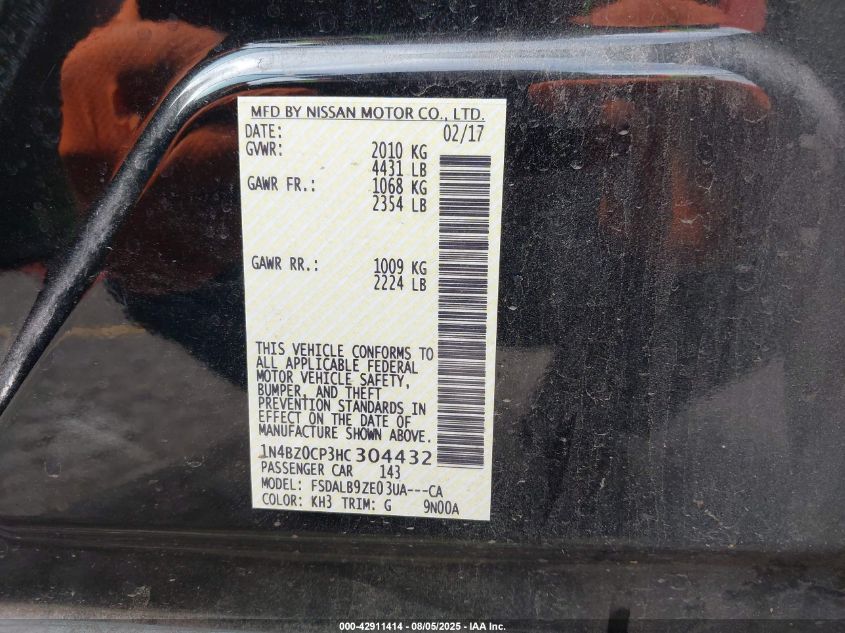 MFD BY NISSAN MOTOR CO., LTD.
DATE: 02/17
GVWR: 2010 KG
4431 LB
GAWR FR.: 1068 KG
2354 LB
GAWR RR.: 1009 KG
2224 LB
THIS VEHICLE CONFORMS TO
ALL APPLICABLE FEDERAL
MOTOR VEHICLE SAFETY,
BUMPER, AND THEFT
PREVENTION STANDARDS IN
EFFECT ON THE DATE OF
MANUFACTURE SHOWN ABOVE.
1N4BZ0CP3HC304432
PASSENGER CAR 143
MODEL: FSDALB9ZE03UA---CA
COLOR: KH3 TRIM: G 9N00A
000-42911414 - 08/05/2025 - IAA Inc.